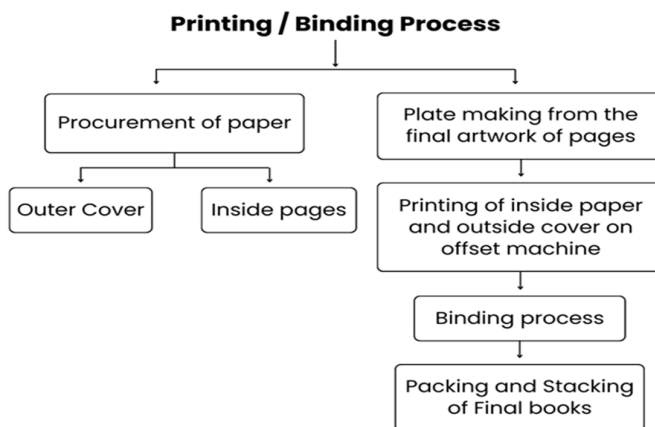 Printing / Binding Process
Procurement of paper
Outer Cover
Inside pages
Plate making from the
final artwork of pages
Printing of inside paper
and outside cover on
offset machine
Binding process
Packing and Stacking
of Final books